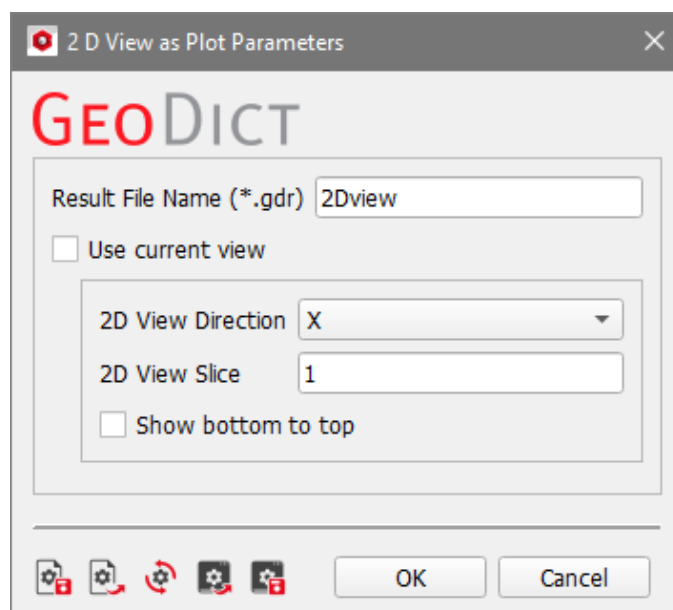 2 D View as Plot Parameters
GEODICT
Result File Name (*.gdr) 2Dview
Use current view
2D View Direction X
2D View Slice 1
Show bottom to top
OK Cancel